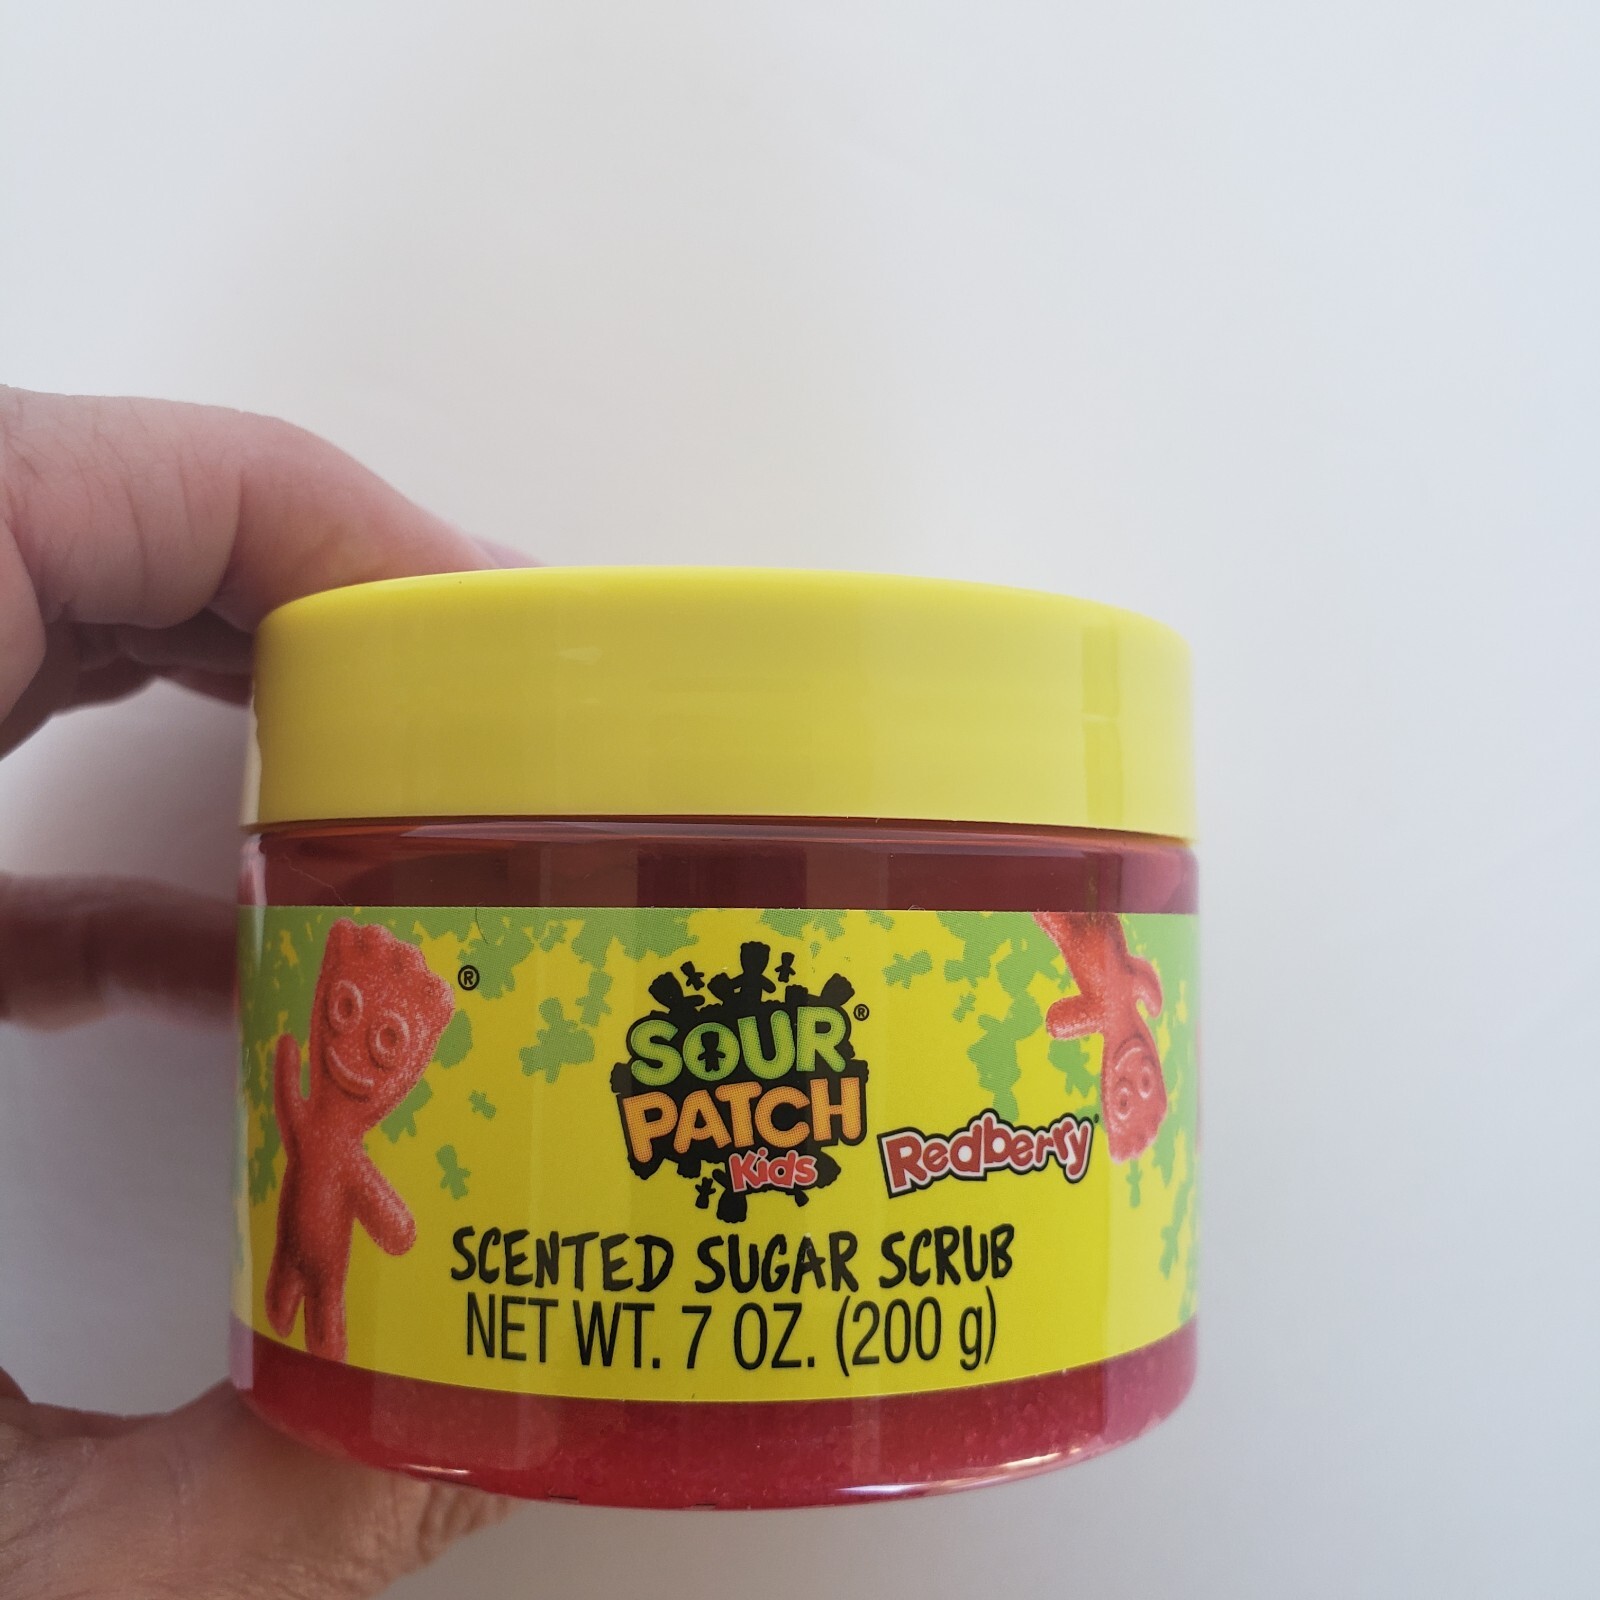 ®
SOUR®
PATCH
Kids
Redberry
SCENTED SUGAR SCRUB
NET WT. 7 OZ. (200 g)